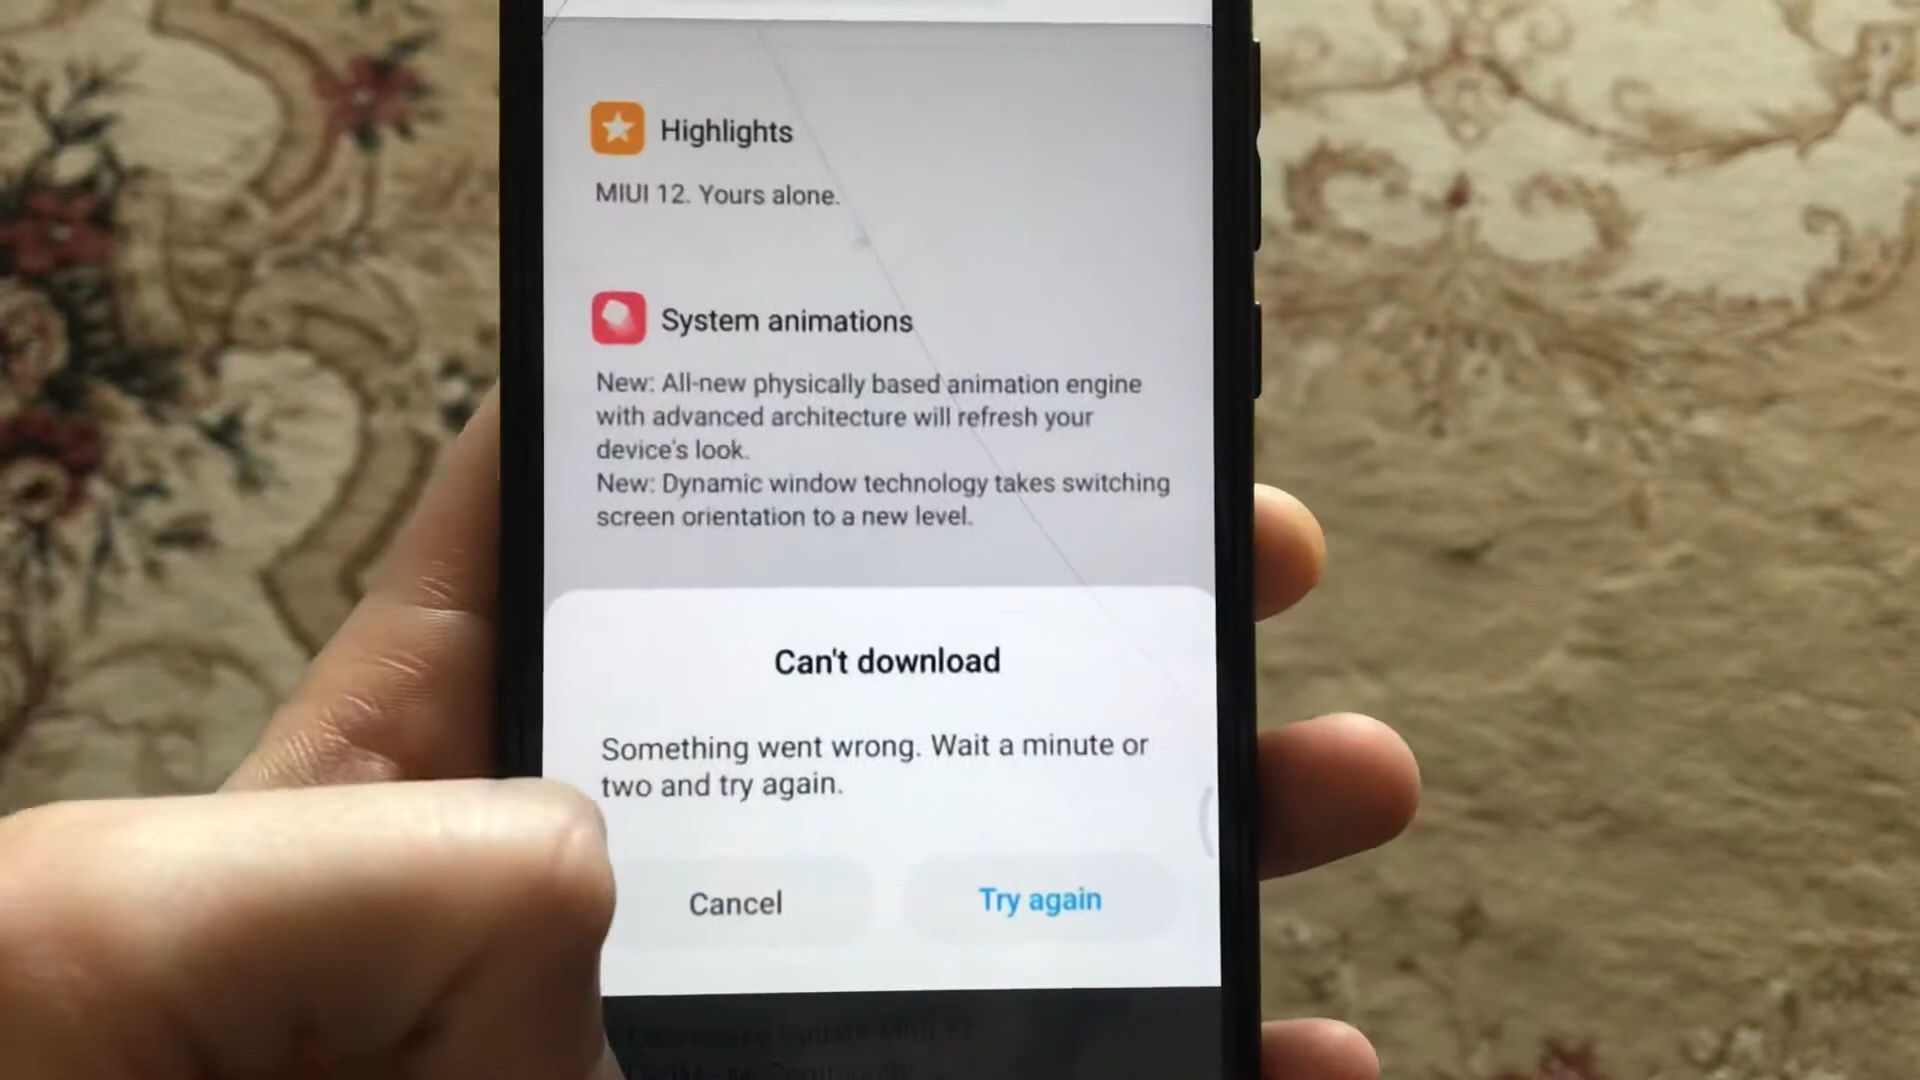 Highlights
MIUI 12. Yours alone.
System animations
New: All-new physically based animation engine
with advanced architecture will refresh your
device's look.
New: Dynamic window technology takes switching
screen orientation to a new level.
Can't download
Something went wrong. Wait a minute or
two and try again.
Cancel
Try again